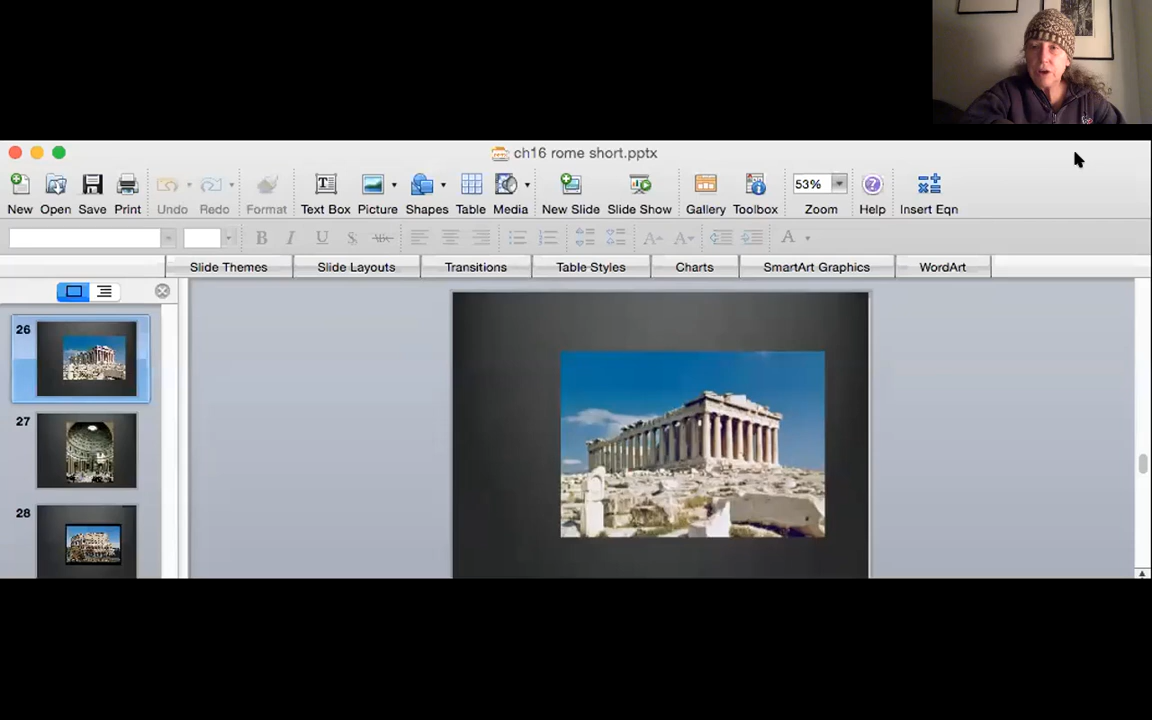 ch16 rome short.pptx
53%
New Open Save Print Undo Redo Format Text Box Picture Shapes Table Media New Slide Slide Show Gallery Toolbox Zoom Help Insert Eqn
B I U S ABC A A A
Slide Themes Slide Layouts Transitions Table Styles Charts SmartArt Graphics WordArt
26
27
28